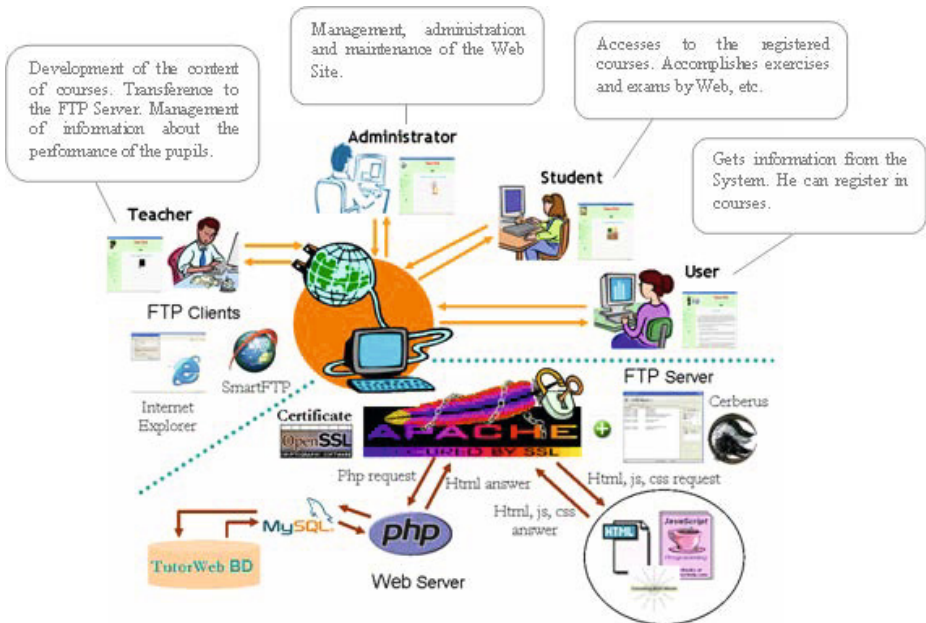 Management, administration
and maintenance of the Web
Site.
Accesses to the registered
courses. Accomplishes exercises
and exams by Web, etc.
Development of the content
of courses. Transference to
the FTP Server. Management
of information about the
performance of the pupils.
Gets information from the
System. He can register in
courses.
Administrator
Student
Teacher
User
FTP Clients
SmartFTP
Internet
Explorer
FTP Server
Cerberus
Certificate
OpenSSL
APACHE
CURED BY SSL
Php request
Html answer
Html, js, css request
Html, js, css
answer
MySQL
php
HTML
JavaScript
Programming
TutorWeb BD
Web Server